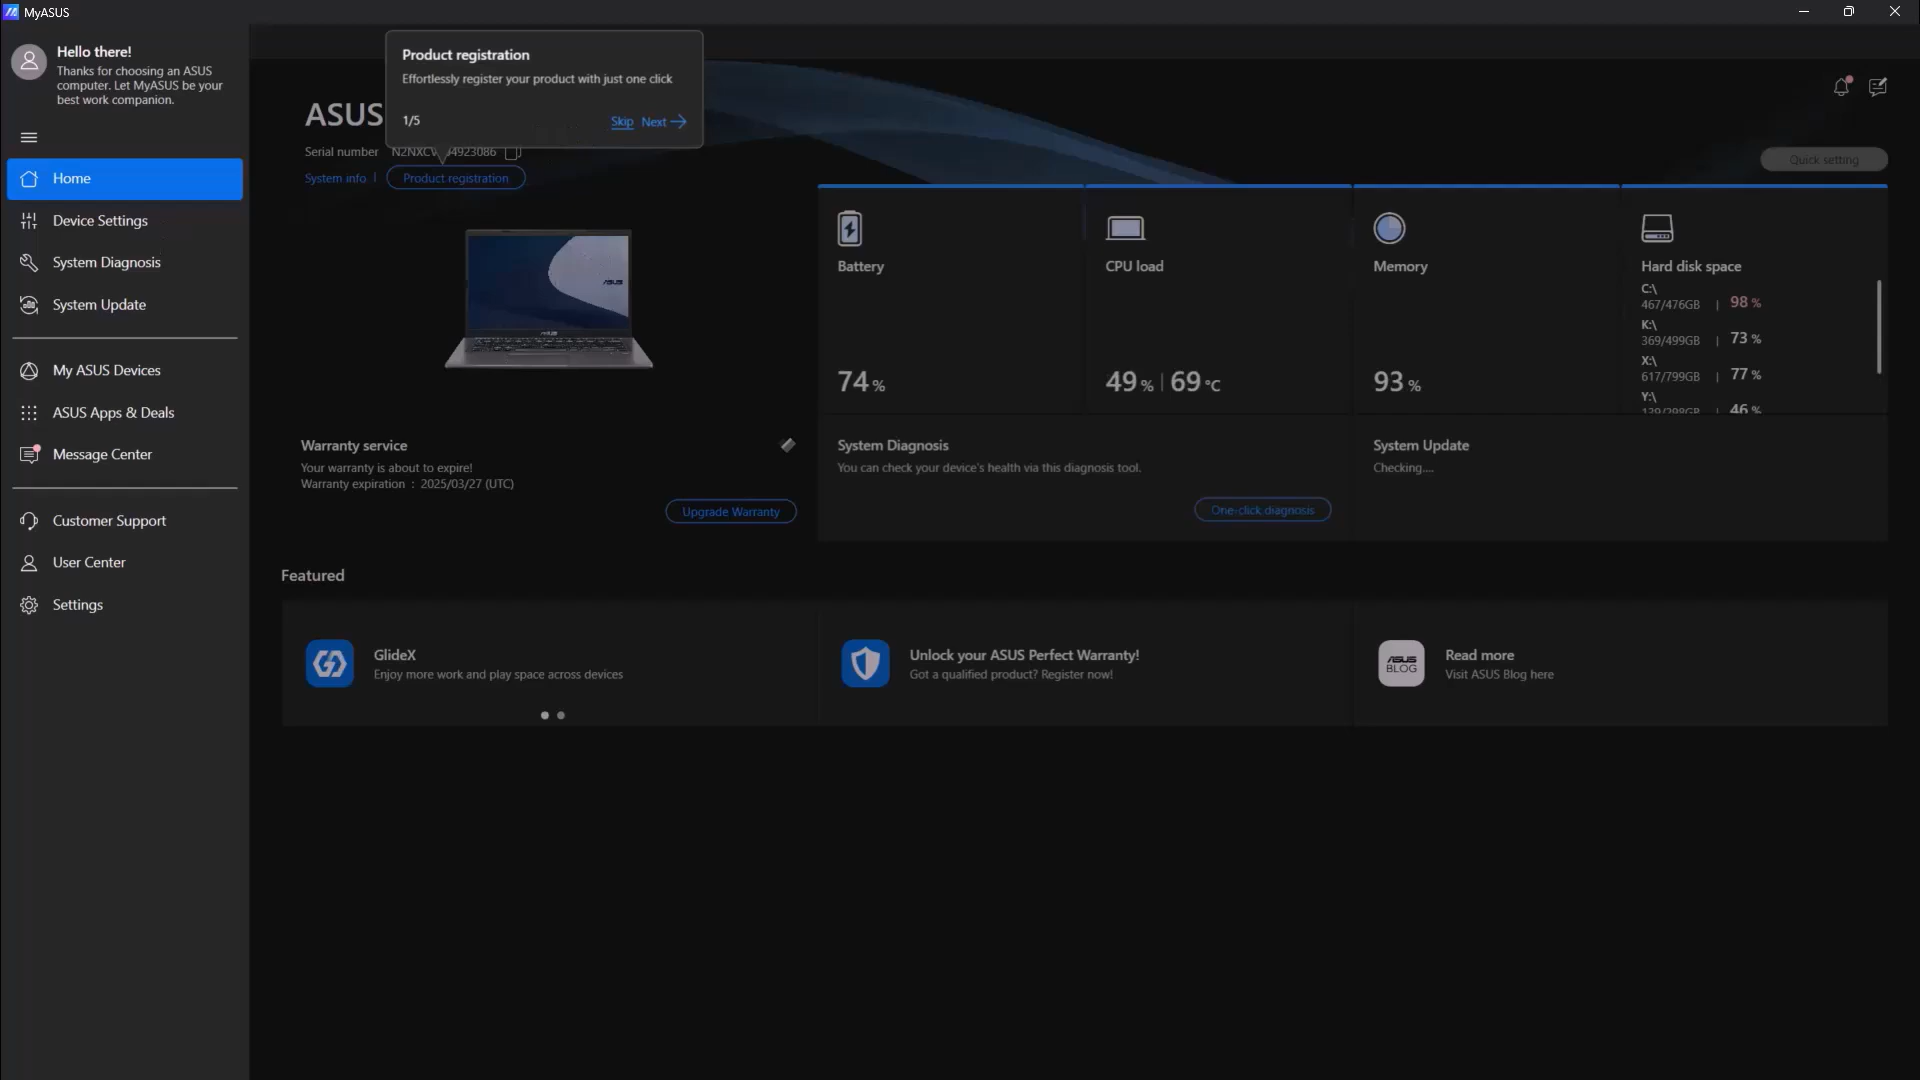 MyASUS
Hello there!
Thanks for choosing an ASUS
computer. Let MyASUS be your
best work companion.
Home
Device Settings
System Diagnosis
System Update
My ASUS Devices
ASUS Apps & Deals
Message Center
Customer Support
User Center
Settings
Product registration
Effortlessly register your product with just one click
1/5
Skip Next
ASUS
Serial number
System info | Product registration
Quick setting
Battery
74 %
CPU load
49 % | 69 °C
Memory
93 %
Hard disk space
C:\
467/476GB | 98 %
K:\
369/499GB | 73 %
X:\
617/799GB | 77 %
Y:\
46 %
ASUS
Warranty service
Your warranty is about to expire!
Warranty expiration : 2025/03/27 (UTC)
Upgrade Warranty
System Diagnosis
You can check your device's health via this diagnosis tool.
One-click diagnosis
System Update
Checking....
Featured
GlideX
Enjoy more work and play space across devices
Unlock your ASUS Perfect Warranty!
Got a qualified product? Register now!
ASUS
BLOG
Read more
Visit ASUS Blog here